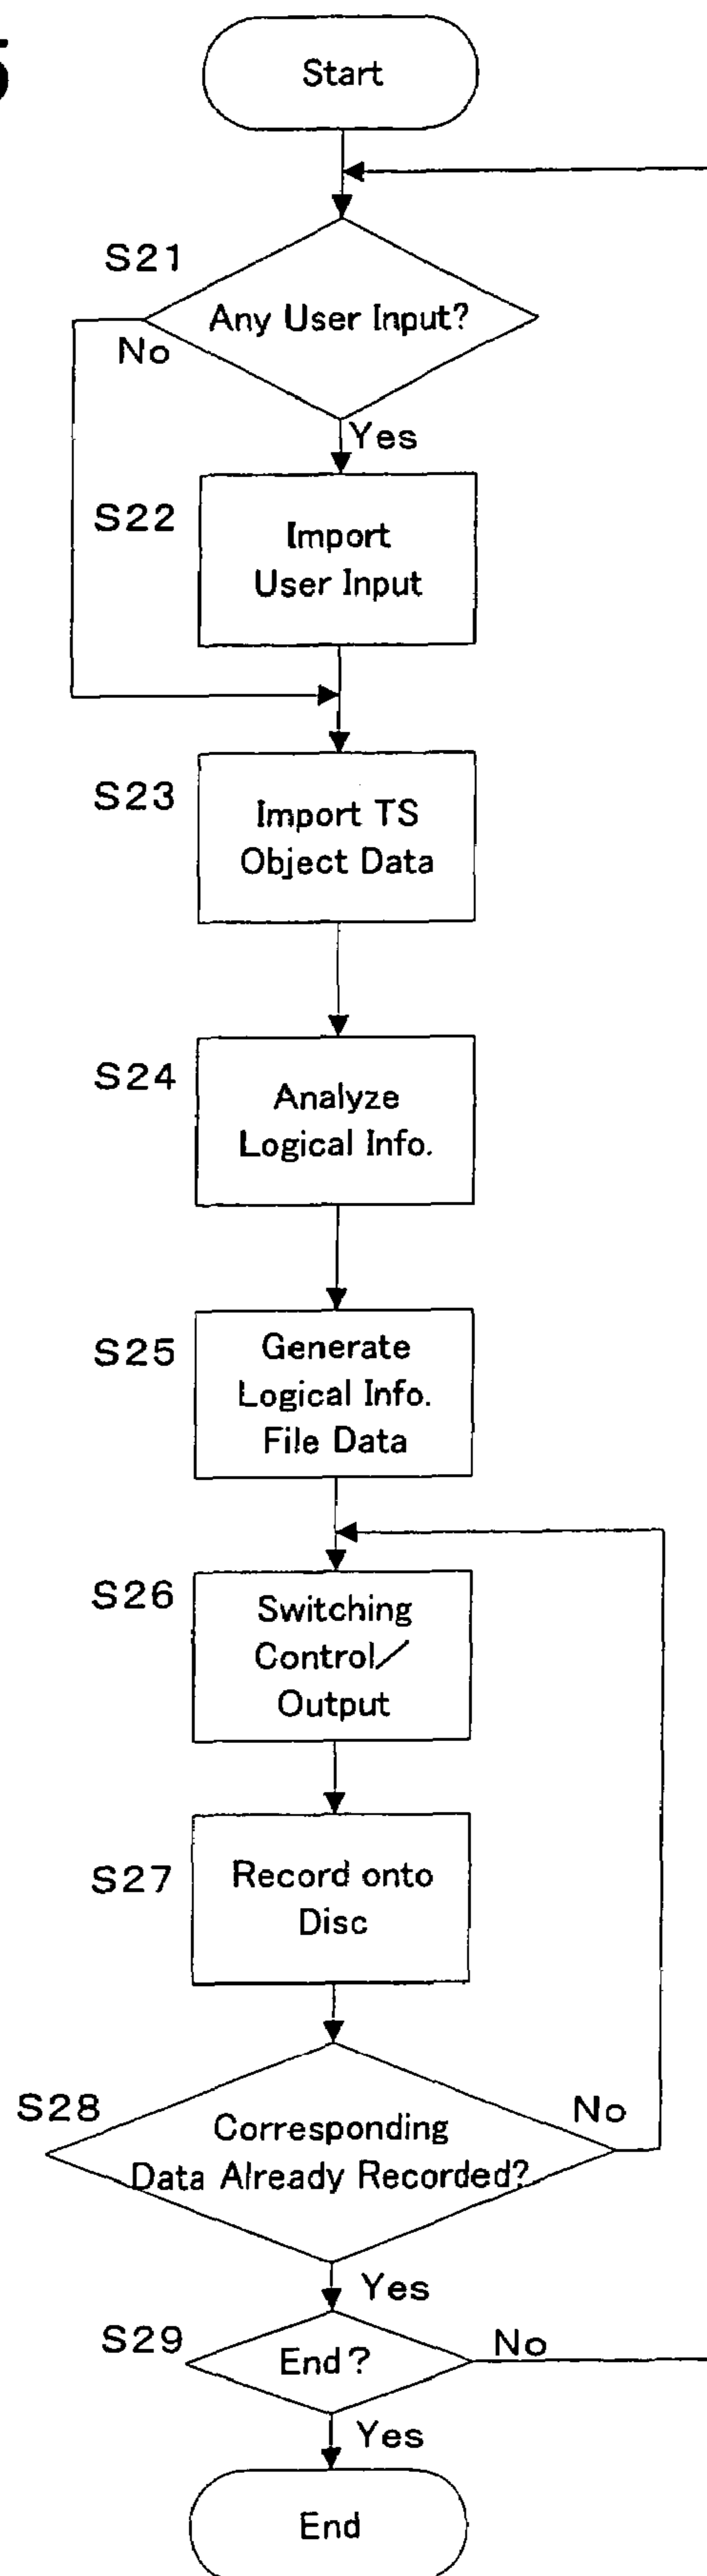 Start
S21
Any User Input?
No
Yes
S22
Import
User Input
S23
Import TS
Object Data
S24
Analyze
Logical Info.
S25
Generate
Logical Info.
File Data
S26
Switching
Control/
Output
S27
Record onto
Disc
S28
Corresponding
Data Already Recorded?
No
Yes
S29
End?
No
Yes
End